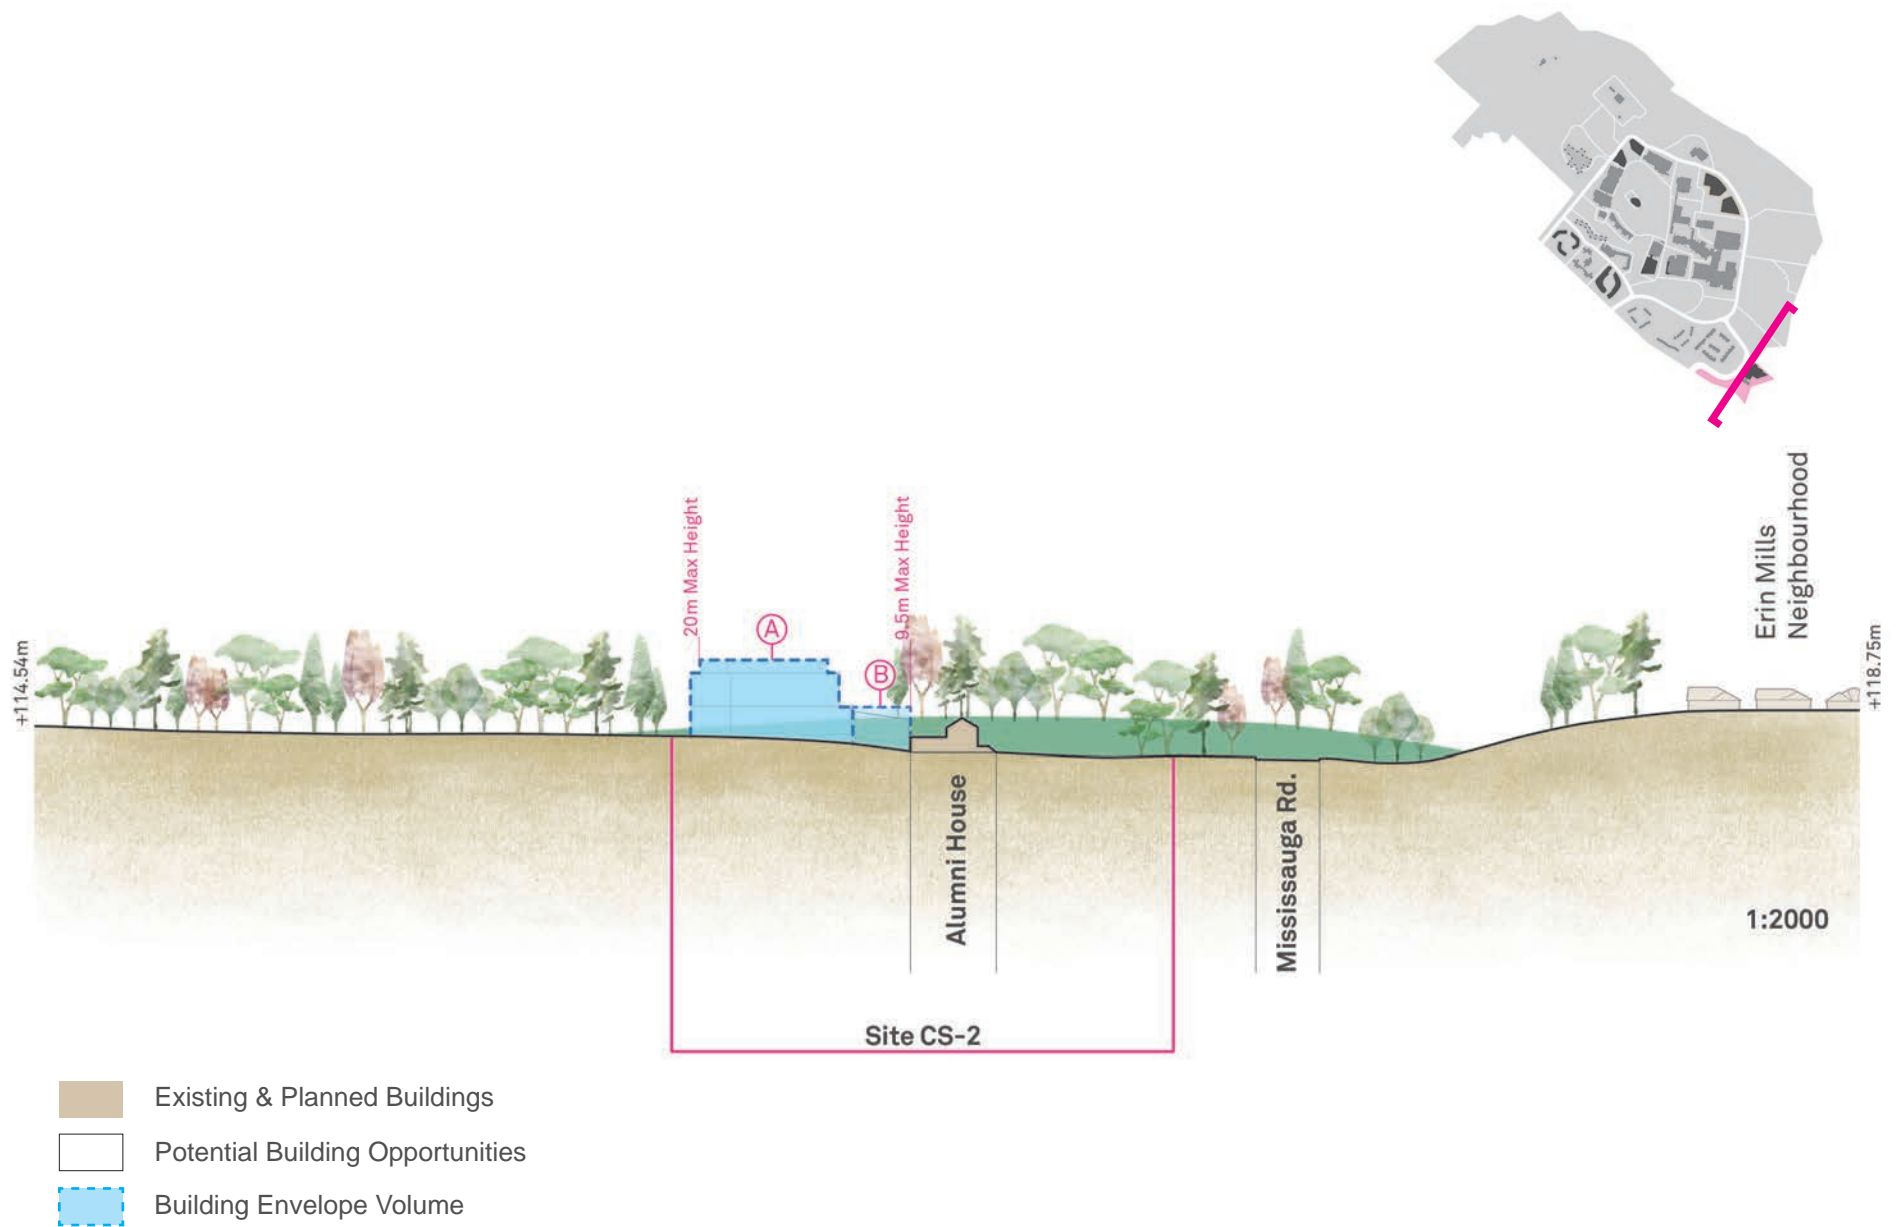 Erin Mills
Neighbourhood
20m Max Height
9.5m Max Height
A
B
+114.54m
+118.75m
Alumni House
Mississauga Rd.
1:2000
Site CS-2
Existing & Planned Buildings
Potential Building Opportunities
Building Envelope Volume